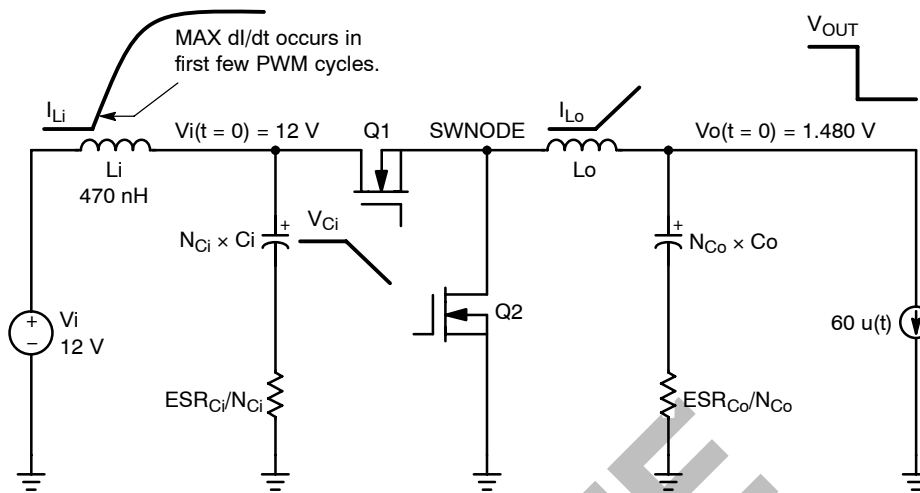 MAX dI/dt occurs in
first few PWM cycles.
V_OUT
I_Li
Vi(t = 0) = 12 V
Q1
SWNODE
I_Lo
Vo(t = 0) = 1.480 V
Li
470 nH
Lo
V_Ci
N_Ci × Ci
+
N_Co × Co
+
Q2
+
−
Vi
12 V
60 u(t)
ESR_Ci/N_Ci
ESR_Co/N_Co